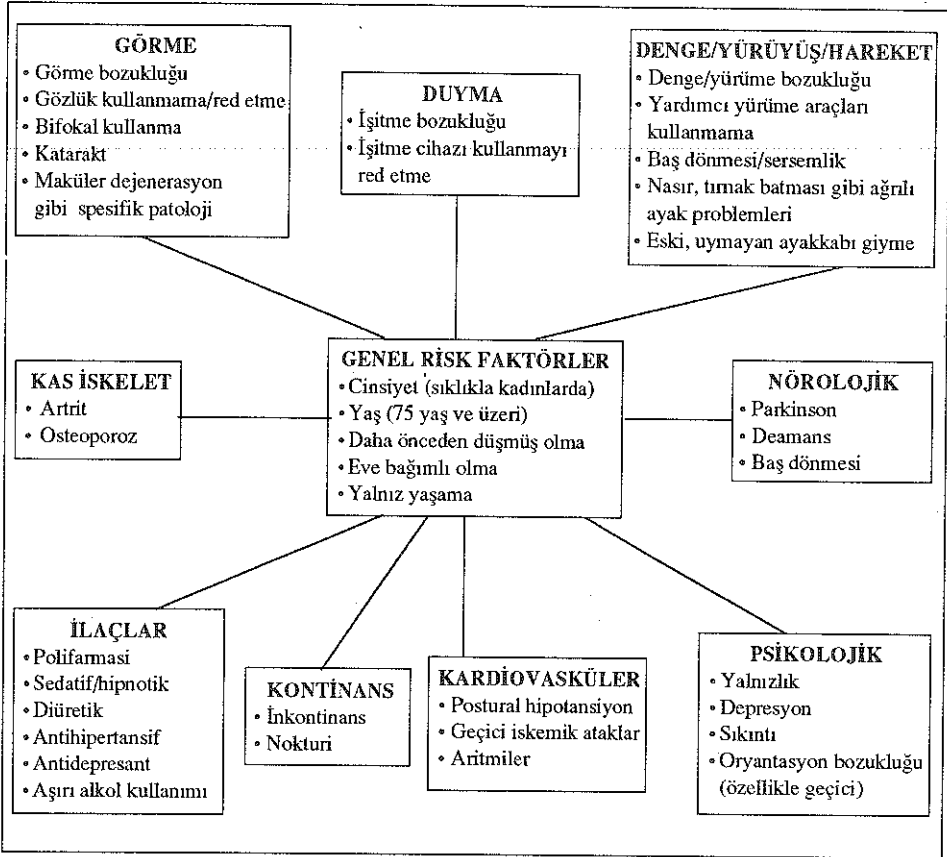 GÖRME
• Görme bozukluğu
• Gözlük kullanmama/red etme
• Bifokal kullanma
• Katarakt
• Maküler dejenerasyon
gibi spesifik patoloji
DUYMA
• İşitme bozukluğu
• İşitme cihazı kullanmayı
red etme
DENGE/YÜRÜYÜŞ/HAREKET
• Denge/yürüme bozukluğu
• Yardımcı yürüme araçları
kullanmama
• Baş dönmesi/sersemlik
• Nasır, tırnak batması gibi ağrılı
ayak problemleri
• Eski, uymayan ayakkabı giyme
KAS İSKELET
• Artrit
• Osteoporoz
GENEL RİSK FAKTÖRLER
• Cinsiyet (sıklıkla kadınlarda)
• Yaş (75 yaş ve üzeri)
• Daha önceden düşmüş olma
• Eve bağımlı olma
• Yalnız yaşama
NÖROLOJİK
• Parkinson
• Deamans
• Baş dönmesi
İLAÇLAR
• Polifarmasi
• Sedatif/hipnotik
• Diüretik
• Antihipertansif
• Antidepresant
• Aşırı alkol kullanımı
KONTİNANS
• İnkontinans
• Nokturi
KARDİOVASKÜLER
• Postural hipotansiyon
• Geçici iskemik ataklar
• Aritmiler
PSİKOLOJİK
• Yalnızlık
• Depresyon
• Sıkıntı
• Oryantasyon bozukluğu
(özellikle geçici)